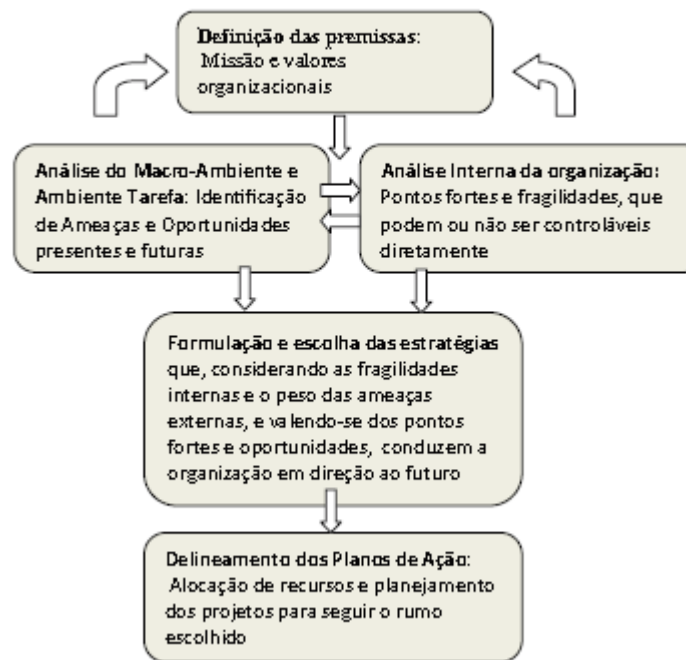 Definição das premissas:
Missão e valores
organizacionais
Análise do Macro-Ambiente e
Ambiente Tarefa: Identificação
de Ameaças e Oportunidades
presentes e futuras
Análise Interna da organização:
Pontos fortes e fragilidades, que
podem ou não ser controláveis
diretamente
Formulação e escolha das estratégias
que, considerando as fragilidades
internas e o peso das ameaças
externas, e valendo-se dos pontos
fortes e oportunidades, conduzem a
organização em direção ao futuro
Delineamento dos Planos de Ação:
Alocação de recursos e planejamento
dos projetos para seguir o rumo
escolhido